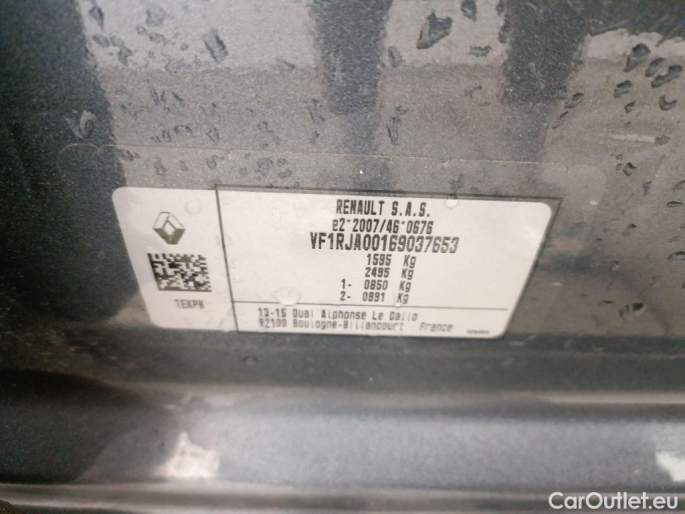 RENAULT S.A.S.
e2*2007/46*0676
VF1RJA00169037653
1595 Kg
2495 Kg
1- 0850 Kg
2- 0891 Kg
TEKPN
13-15 Quai Alphonse Le Gallo
92100 Boulogne-Billancourt France
CarOutlet.eu